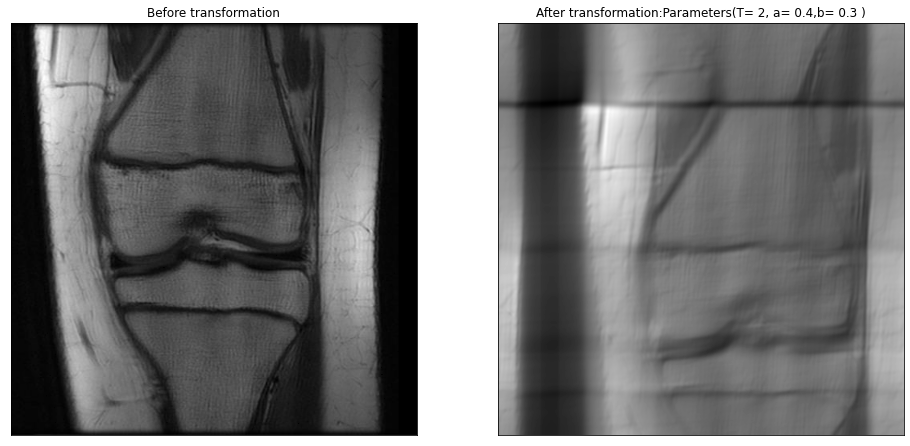 Before transformation
After transformation:Parameters(T= 2, a= 0.4,b= 0.3 )